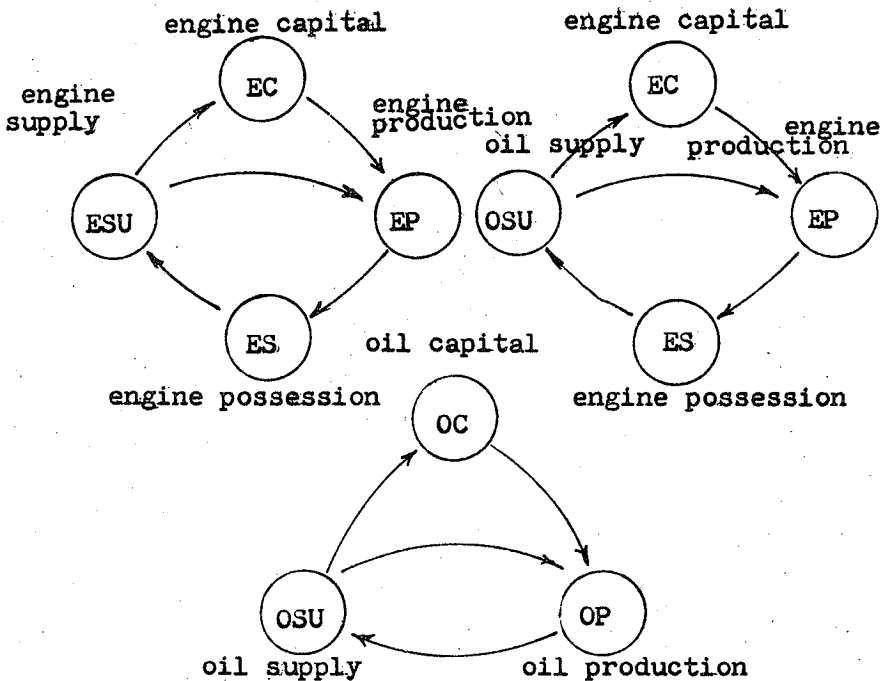 engine capital
EC
engine
supply
engine
production
ESU
EP
ES
engine possession
engine capital
EC
oil supply
engine
production
OSU
EP
ES
engine possession
oil capital
OC
OSU
OP
oil supply
oil production